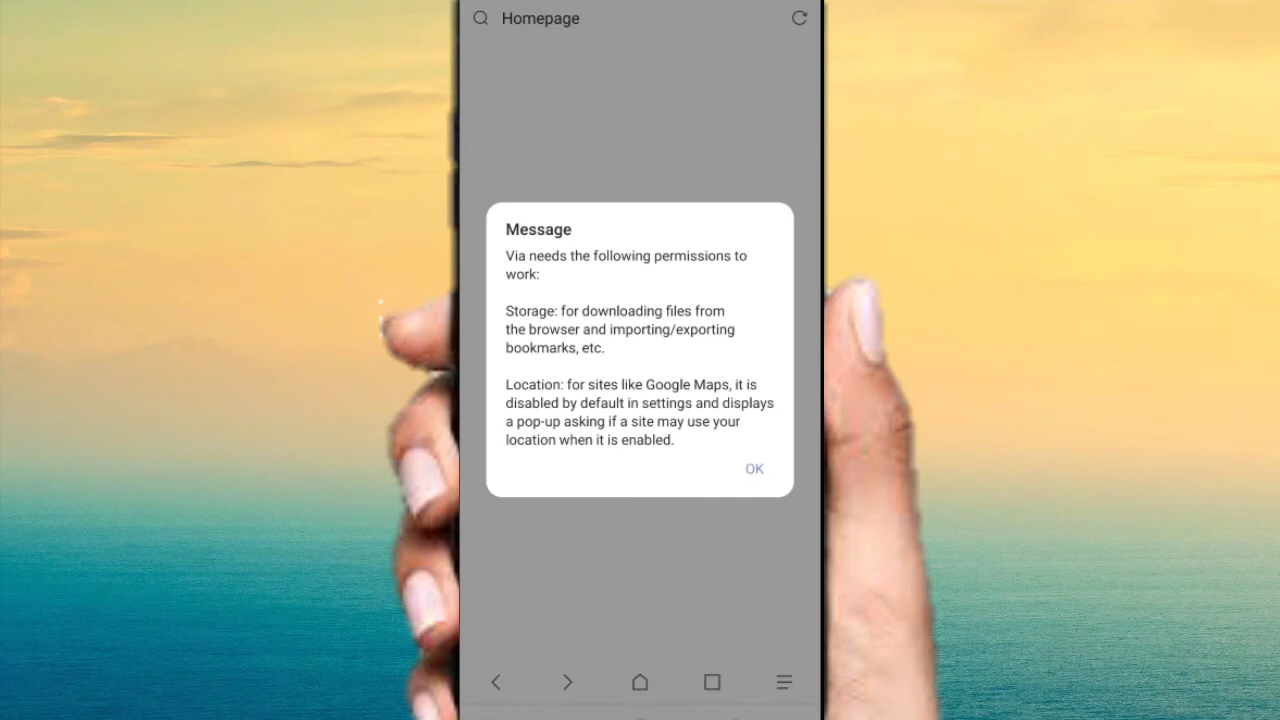 Homepage
Message
Via needs the following permissions to
work:
Storage: for downloading files from
the browser and importing/exporting
bookmarks, etc.
Location: for sites like Google Maps, it is
disabled by default in settings and displays
a pop-up asking if a site may use your
location when it is enabled.
OK